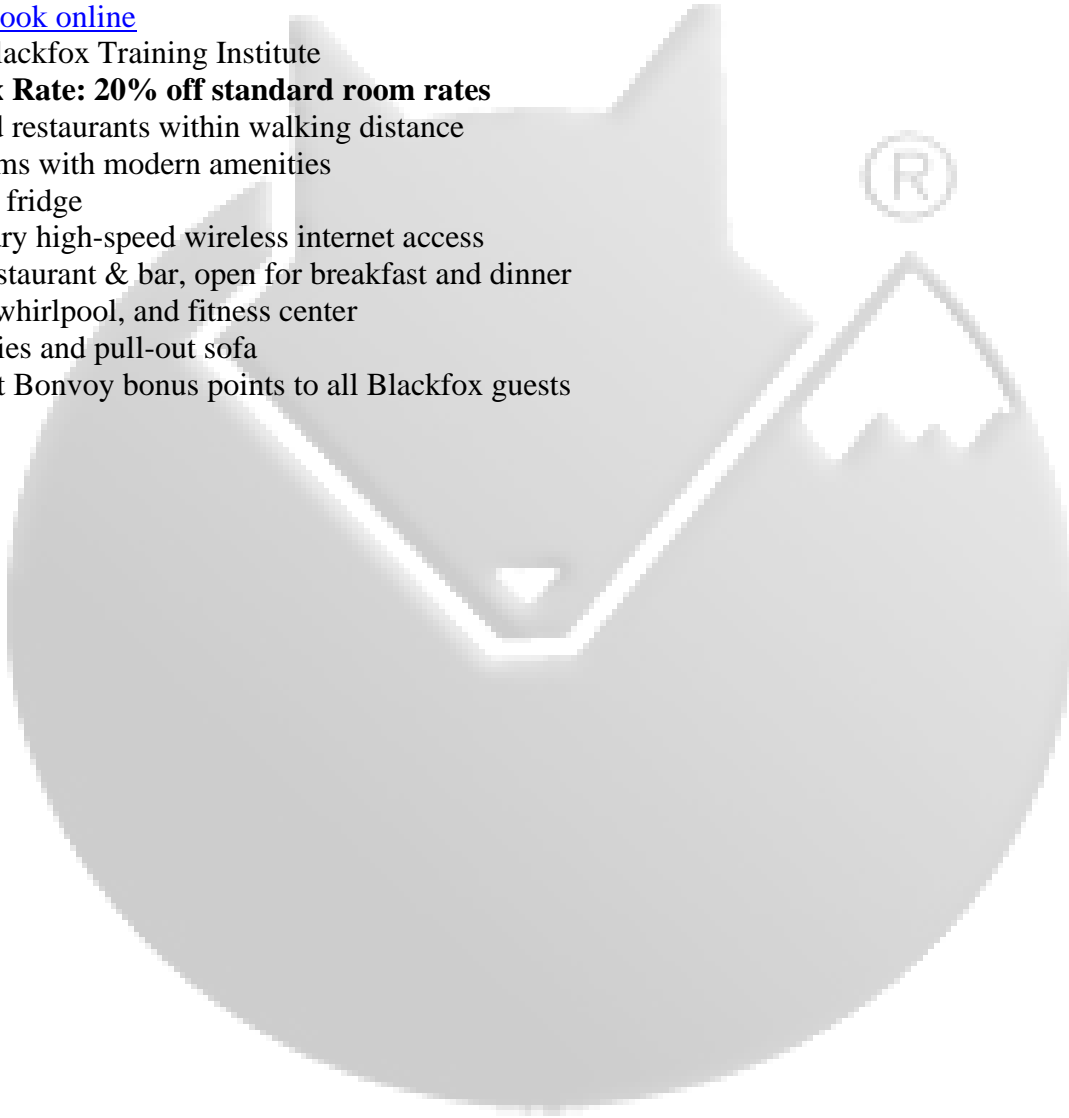 ook online
lackfox Training Institute
x Rate: 20% off standard room rates
d restaurants within walking distance
ms with modern amenities
fridge
ry high-speed wireless internet access
staurant & bar, open for breakfast and dinner
whirlpool, and fitness center
ies and pull-out sofa
t Bonvoy bonus points to all Blackfox guests
®